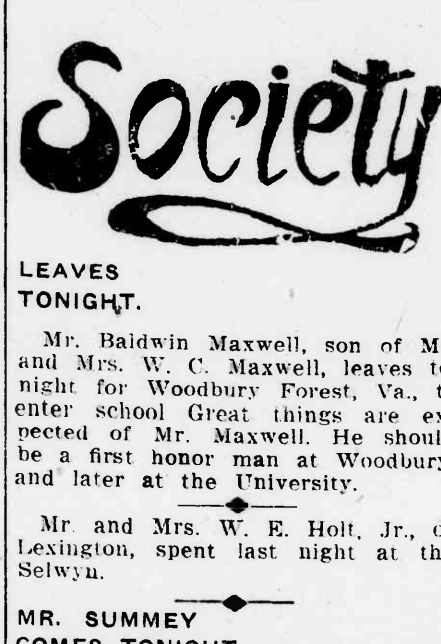 Society
LEAVES
TONIGHT.
Mr. Baldwin Maxwell, son of M
and Mrs. W. C. Maxwell, leaves t
night for Woodbury Forest, Va., t
enter school Great things are ex
pected of Mr. Maxwell. He shoul
be a first honor man at Woodbury
and later at the University.
Mr. and Mrs. W. E. Holt, Jr., o
Lexington, spent last night at th
Selwyn.
MR. SUMMEY
COMES TONIGHT